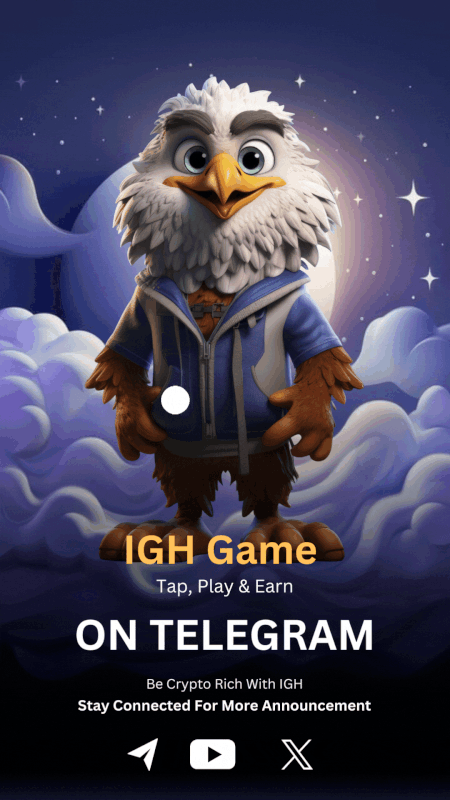 IGH Game
Tap, Play & Earn
ON TELEGRAM
Be Crypto Rich With IGH
Stay Connected For More Announcement